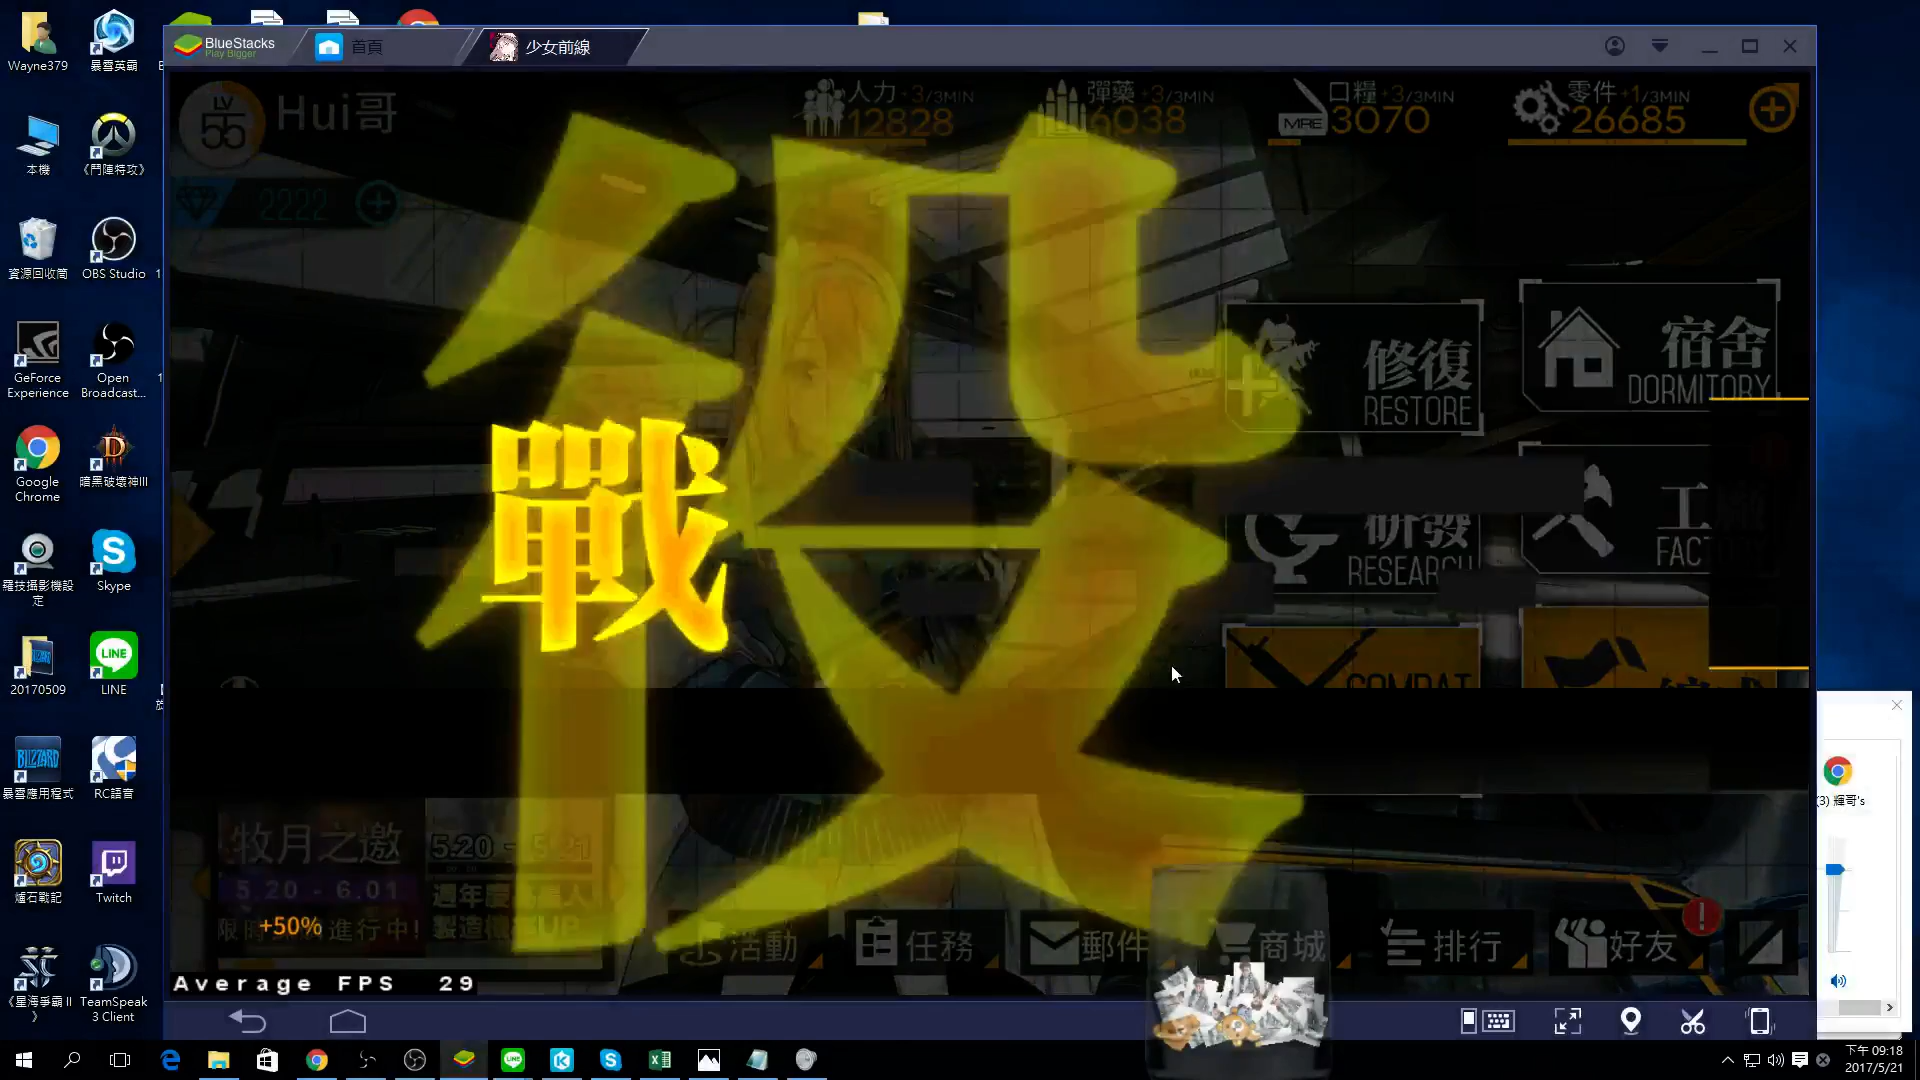 BlueStacks
Play Bigger
首頁
少女前線
Wayne379
暴雪英霸
本機
《鬥陣特攻》
資源回收筒
OBS Studio
GeForce Experience
Open Broadcast...
Google Chrome
暗黑破壞神III
羅技攝影機設定
Skype
20170509
LINE
暴雪應用程式
RC語音
爐石戰記
Twitch
《星海爭霸 II》
TeamSpeak 3 Client
LV 55
Hui哥
2222
人力 +3/3MIN
12828
彈藥 +3/3MIN
6038
口糧 +3/3MIN
MRE 3070
零件 +1/3MIN
26685
戰
役
修復
RESTORE
宿舍
DORMITORY
研發
RESEARCH
工
FACT
COMBAT
牧月之邀
5.20 - 6.01
+50% 進行中!
5.20 - 5.21
活動
任務
郵件
商城
排行
好友
Average FPS 29
(3) 輝哥's
下午 09:18
2017/5/21